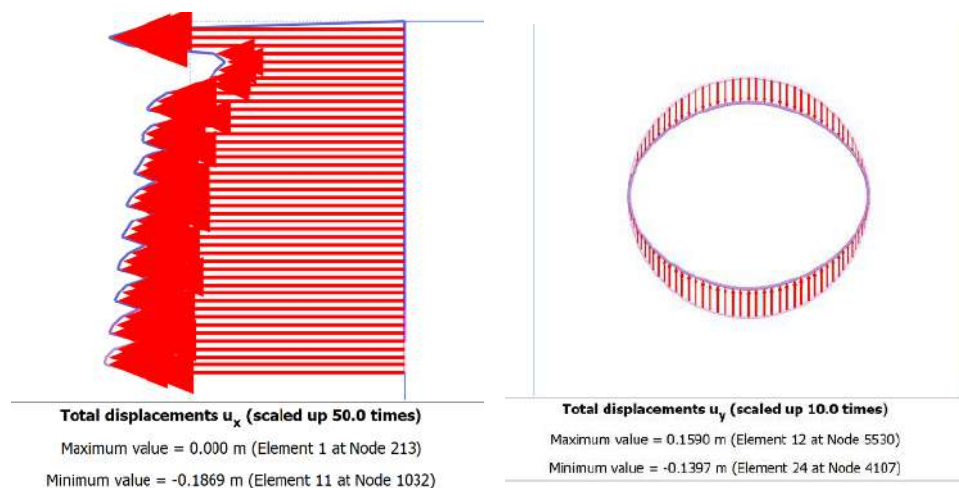 Total displacements uₓ (scaled up 50.0 times)
Maximum value = 0.000 m (Element 1 at Node 213)
Minimum value = -0.1869 m (Element 11 at Node 1032)
Total displacements uᵧ (scaled up 10.0 times)
Maximum value = 0.1590 m (Element 12 at Node 5530)
Minimum value = -0.1397 m (Element 24 at Node 4107)